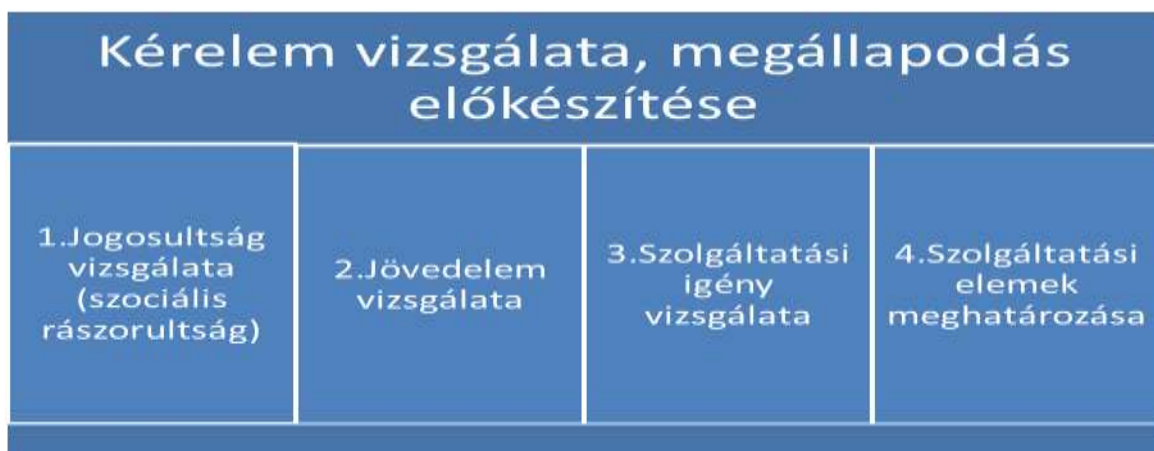 Kérelem vizsgálata, megállapodás
előkészítése
1.Jogosultság
vizsgálata
(szociális
rászorultság)
2.Jövedelem
vizsgálata
3.Szolgáltatási
igény
vizsgálata
4.Szolgáltatási
elemek
meghatározása